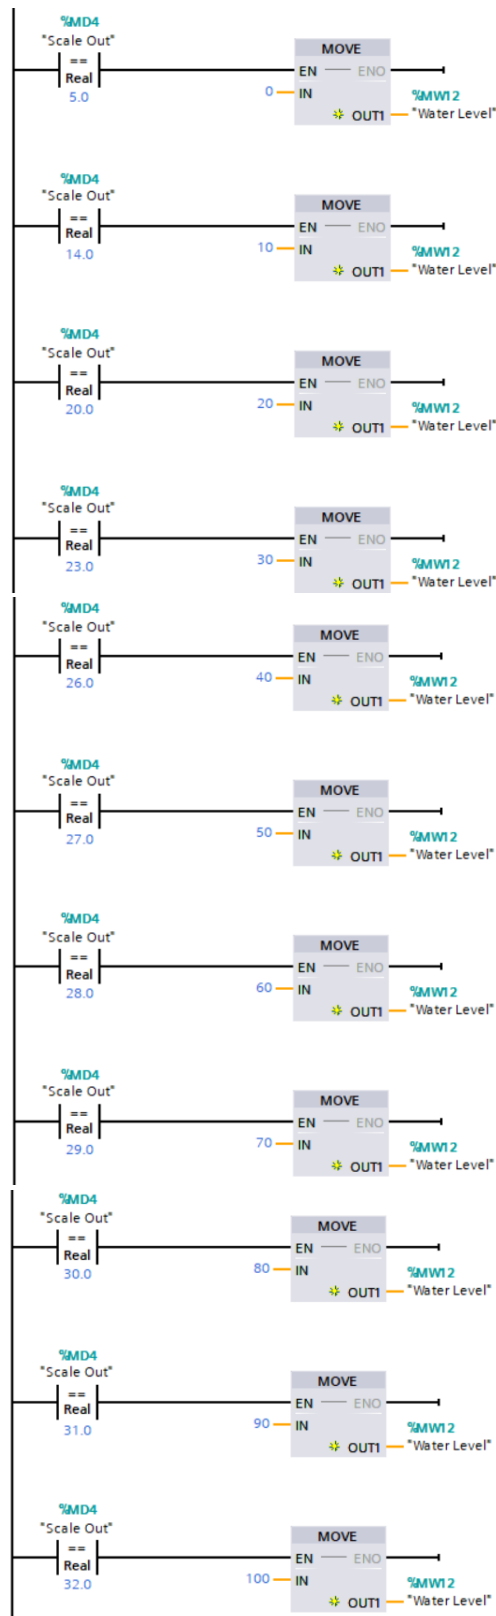 %MD4
"Scale Out"
MOVE
==
EN ENO
Real
5.0
0 IN
%MW12
OUT1 "Water Level"
%MD4
"Scale Out"
MOVE
==
EN ENO
Real
14.0
10 IN
%MW12
OUT1 "Water Level"
%MD4
"Scale Out"
MOVE
==
EN ENO
Real
20.0
20 IN
%MW12
OUT1 "Water Level"
%MD4
"Scale Out"
MOVE
==
EN ENO
Real
23.0
30 IN
%MW12
OUT1 "Water Level"
%MD4
"Scale Out"
MOVE
==
EN ENO
Real
26.0
40 IN
%MW12
OUT1 "Water Level"
%MD4
"Scale Out"
MOVE
==
EN ENO
Real
27.0
50 IN
%MW12
OUT1 "Water Level"
%MD4
"Scale Out"
MOVE
==
EN ENO
Real
28.0
60 IN
%MW12
OUT1 "Water Level"
%MD4
"Scale Out"
MOVE
==
EN ENO
Real
29.0
70 IN
%MW12
OUT1 "Water Level"
%MD4
"Scale Out"
MOVE
==
EN ENO
Real
30.0
80 IN
%MW12
OUT1 "Water Level"
%MD4
"Scale Out"
MOVE
==
EN ENO
Real
31.0
90 IN
%MW12
OUT1 "Water Level"
%MD4
"Scale Out"
MOVE
==
EN ENO
Real
32.0
100 IN
%MW12
OUT1 "Water Level"